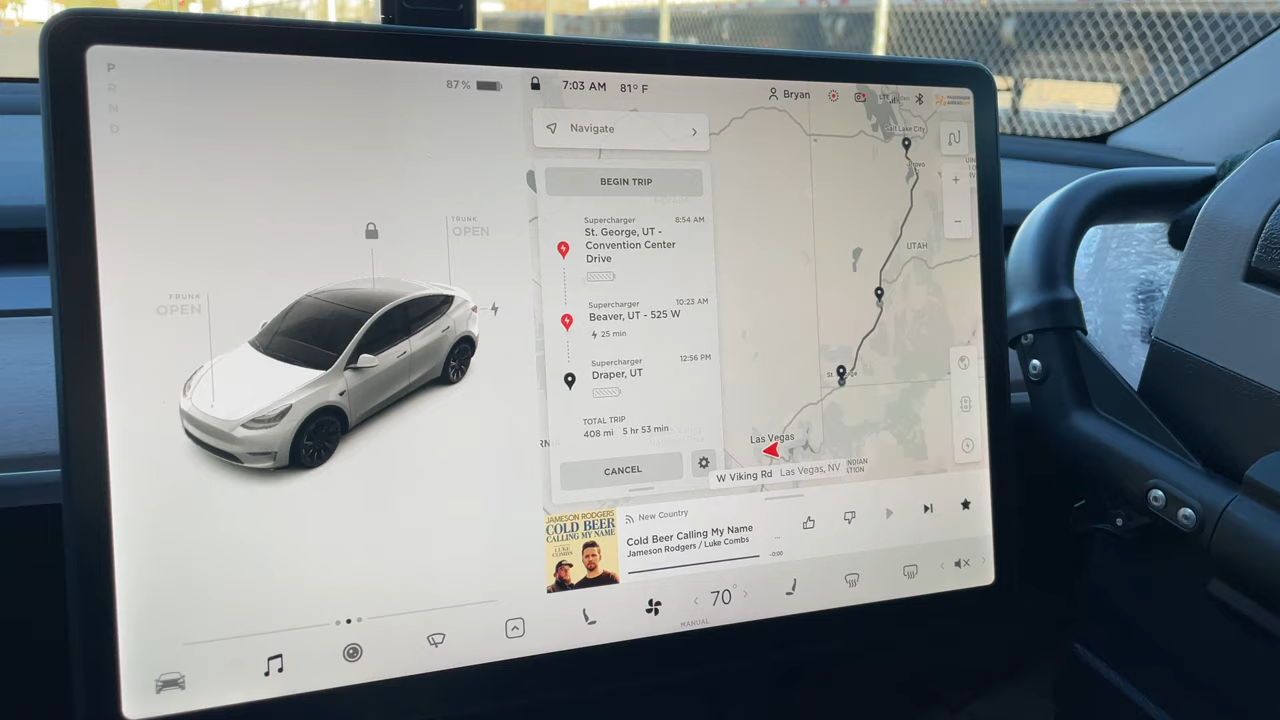 P
R
N
D
87%
7:03 AM
81° F
Bryan
LTE
Navigate
BEGIN TRIP
Supercharger
8:54 AM
St. George, UT -
Convention Center
Drive
Supercharger
10:23 AM
Beaver, UT - 525 W
25 min
Supercharger
12:56 PM
Draper, UT
TOTAL TRIP
408 mi
5 hr 53 min
CANCEL
TRUNK
OPEN
FRUNK
OPEN
Salt Lake City
UTAH
Las Vegas
W Viking Rd
Las Vegas, NV
JAMESON RODGERS
COLD BEER
CALLING MY NAME
LUKE
COMBS
New Country
Cold Beer Calling My Name
Jameson Rodgers / Luke Combs
-0:00
70°
MANUAL